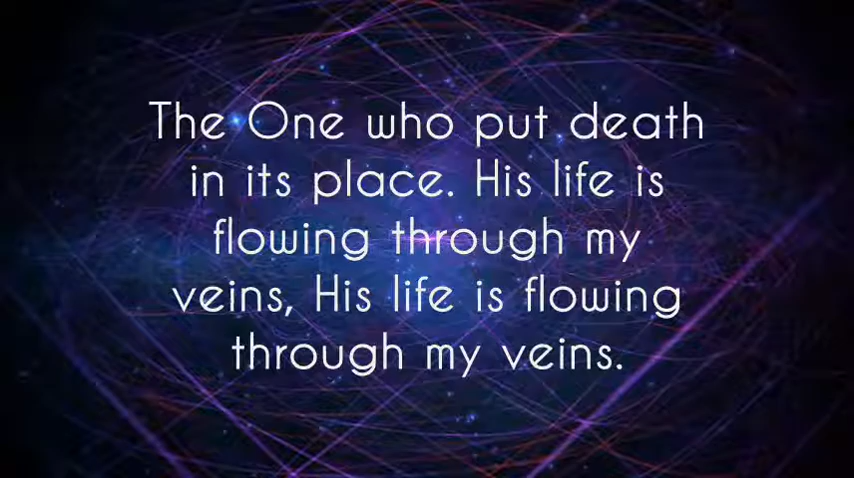 The One who put death
in its place. His life is
flowing through my
veins, His life is flowing
through my veins.